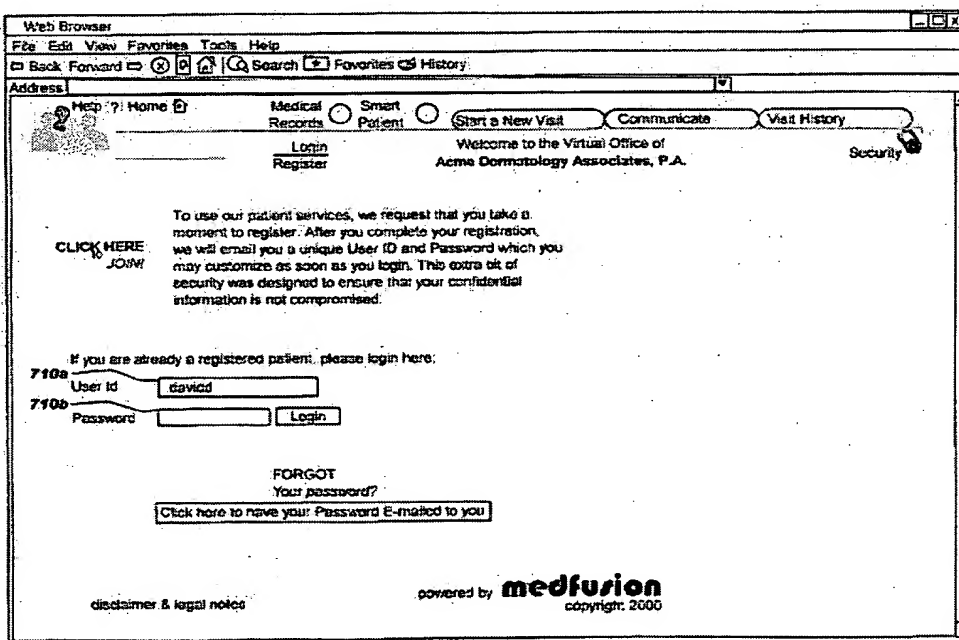 Web Browser
File Edit View Favorites Tools Help
Back Forward Search Favorites History
Address
Help ? Home Medical Records Smart Patient Start a New Visit Communicate Visit History
Login
Register
Welcome to the Virtual Office of
Acme Dermatology Associates, P.A.
Security
CLICK HERE
to
JOIN!
To use our patient services, we request that you take a
moment to register. After you complete your registration,
we will email you a unique User ID and Password which you
may customize as soon as you login. This extra bit of
security was designed to ensure that your confidential
information is not compromised.
If you are already a registered patient, please login here:
710a
User Id davidd
710b
Password Login
FORGOT
Your password?
Click here to have your Password E-mailed to you
disclaimer & legal notes
powered by medfusion
copyright 2000